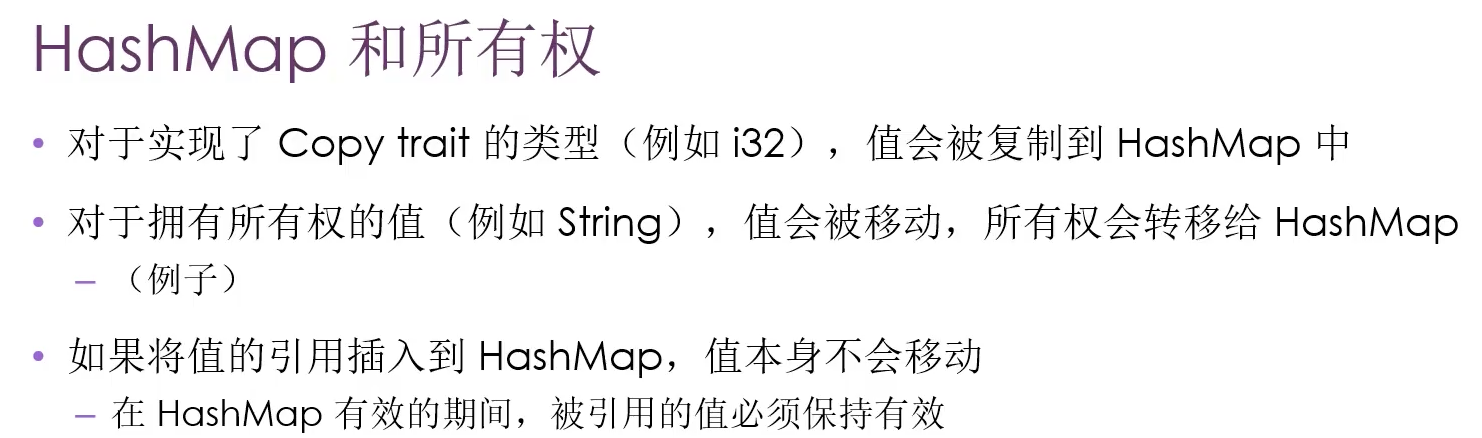 HashMap 和所有权
• 对于实现了 Copy trait 的类型（例如 i32），值会被复制到 HashMap 中
• 对于拥有所有权的值（例如 String），值会被移动，所有权会转移给 HashMap
– （例子）
• 如果将值的引用插入到 HashMap，值本身不会移动
– 在 HashMap 有效的期间，被引用的值必须保持有效